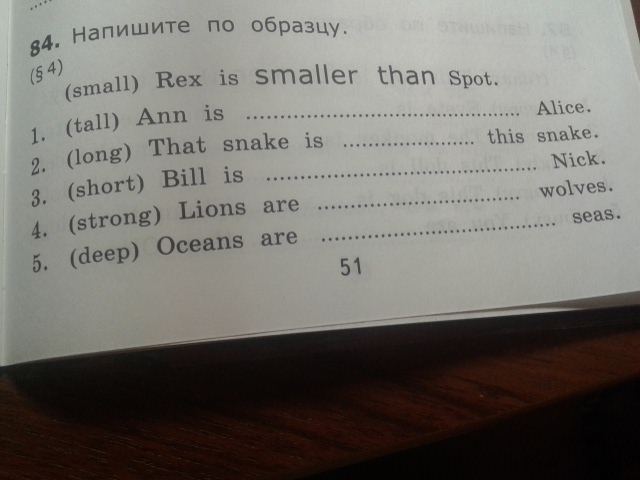 84. Напишите по образцу.
(§ 4)
(small) Rex is smaller than Spot.
1. (tall) Ann is ........................................ Alice.
2. (long) That snake is .................... this snake.
3. (short) Bill is ........................................ Nick.
4. (strong) Lions are .............................. wolves.
5. (deep) Oceans are .................................. seas.
51